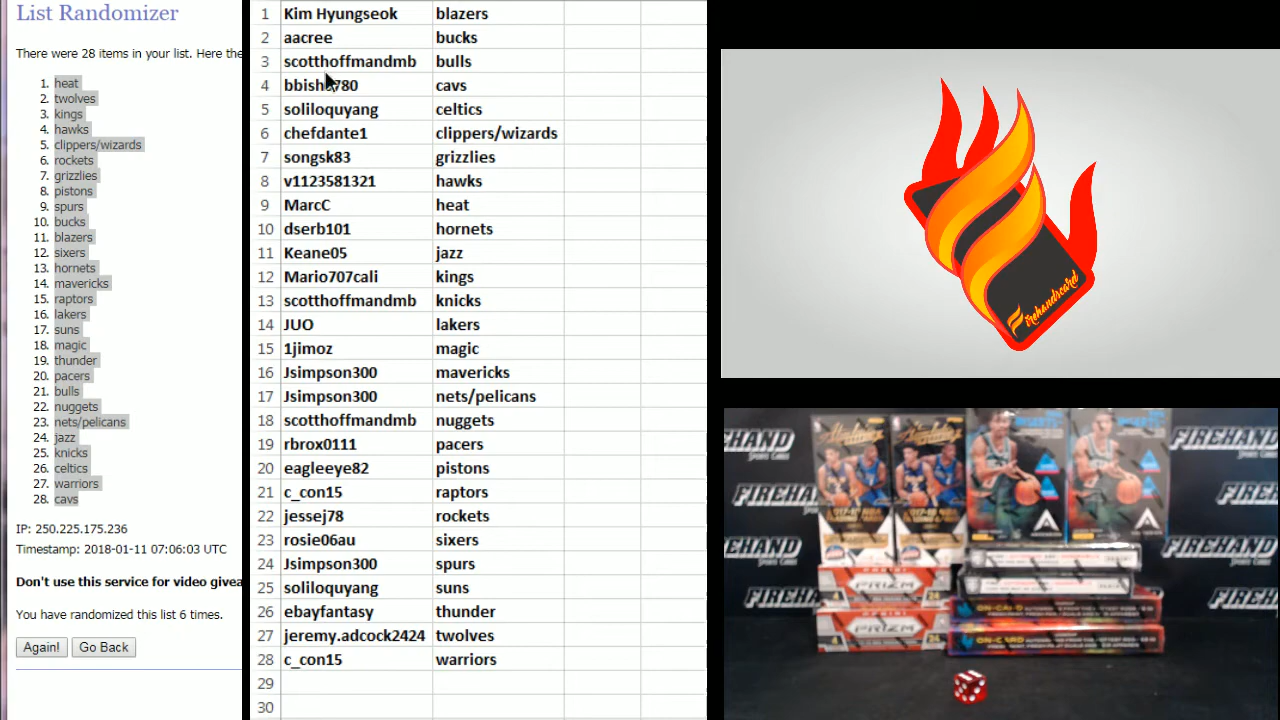 List Randomizer
There were 28 items in your list. Here the
1. heat
2. twolves
3. kings
4. hawks
5. clippers/wizards
6. rockets
7. grizzlies
8. pistons
9. spurs
10. bucks
11. blazers
12. sixers
13. hornets
14. mavericks
15. raptors
16. lakers
17. suns
18. magic
19. thunder
20. pacers
21. bulls
22. nuggets
23. nets/pelicans
24. jazz
25. knicks
26. celtics
27. warriors
28. cavs
IP: 250.225.175.236
Timestamp: 2018-01-11 07:06:03 UTC
Don't use this service for video givea
You have randomized this list 6 times.
Again! Go Back
1 Kim Hyungseok blazers
2 aacree bucks
3 scotthoffmandmb bulls
4 cavs
5 soliloquyang celtics
6 chefdante1 clippers/wizards
7 songsk83 grizzlies
8 v1123581321 hawks
9 MarcC heat
10 dserb101 hornets
11 Keane05 jazz
12 Mario707cali kings
13 scotthoffmandmb knicks
14 JUO lakers
15 1jimoz magic
16 Jsimpson300 mavericks
17 Jsimpson300 nets/pelicans
18 scotthoffmandmb nuggets
19 rbrox0111 pacers
20 eagleeye82 pistons
21 c_con15 raptors
22 jessej78 rockets
23 rosie06au sixers
24 Jsimpson300 spurs
25 soliloquyang suns
26 ebayfantasy thunder
27 jeremy.adcock2424 twolves
28 c_con15 warriors
29
30
Firehandscard
FIREHAND
Absolute Absolute
FIREHAND
PRIZM
ON-CARD
PRIZM
ON-CARD